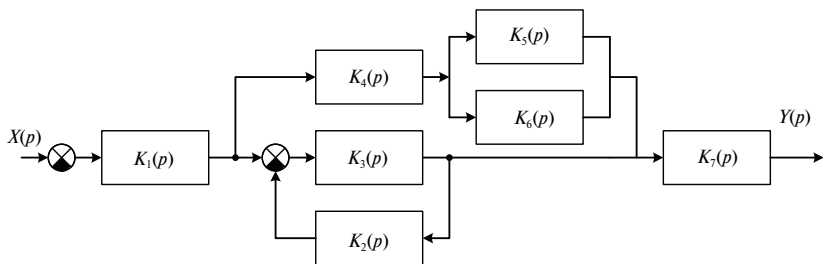 K5(p)
K4(p)
K6(p)
X(p)
Y(p)
K1(p)
K3(p)
K7(p)
K2(p)